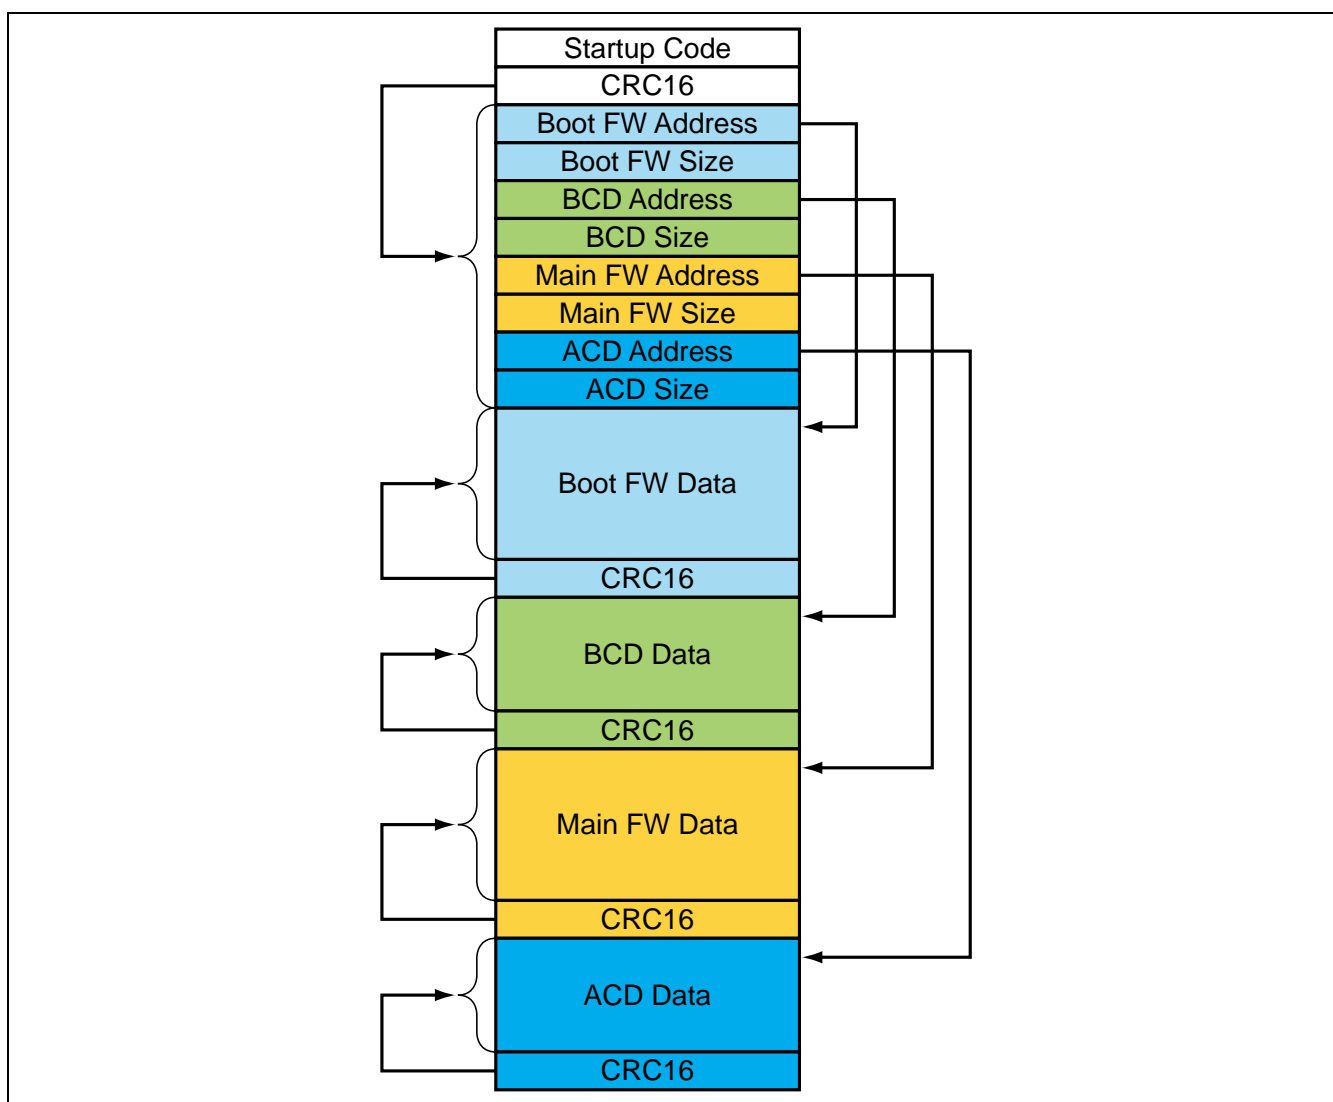 Startup Code
CRC16
Boot FW Address
Boot FW Size
BCD Address
BCD Size
Main FW Address
Main FW Size
ACD Address
ACD Size
Boot FW Data
CRC16
BCD Data
CRC16
Main FW Data
CRC16
ACD Data
CRC16